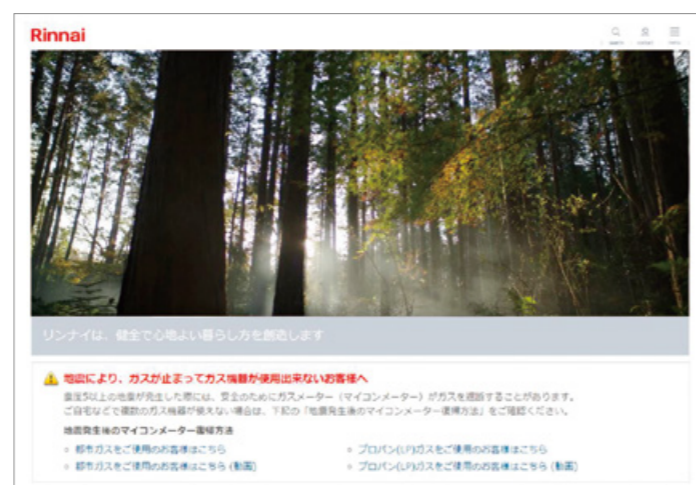 Rinnai
リンナイは、健全で心地よい暮らし方を創造します
地震により、ガスが止まってガス機器が使用出来ないお客様へ
震度5以上の地震が発生した際には、安全のためにガスメーター（マイコンメーター）がガスを遮断することがあります。
ご自宅などで複数のガス機器が使えない場合は、下記の「地震発生後のマイコンメーター復帰方法」をご確認ください。
地震発生後のマイコンメーター復帰方法
都市ガスをご使用のお客様はこちら
プロパン(LP)ガスをご使用のお客様はこちら
都市ガスをご使用のお客様はこちら (動画)
プロパン(LP)ガスをご使用のお客様はこちら (動画)